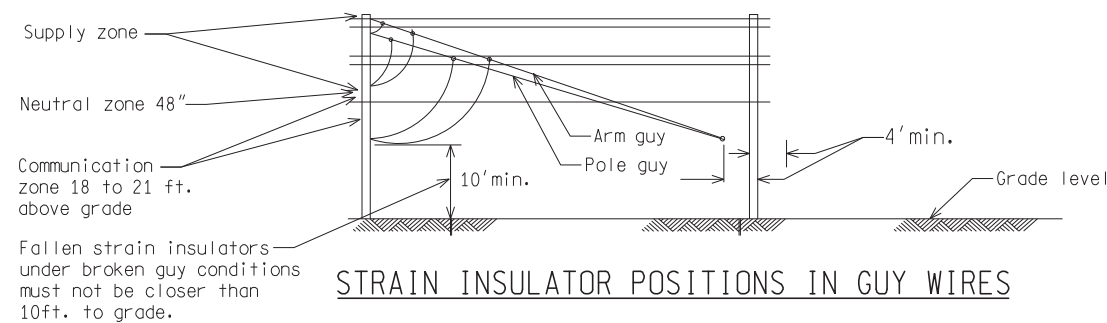 Supply zone
Neutral zone 48"
Communication
zone 18 to 21 ft.
above grade
Fallen strain insulators
under broken guy conditions
must not be closer than
10ft. to grade.
Arm guy
Pole guy
10'min.
4'min.
Grade level
STRAIN INSULATOR POSITIONS IN GUY WIRES